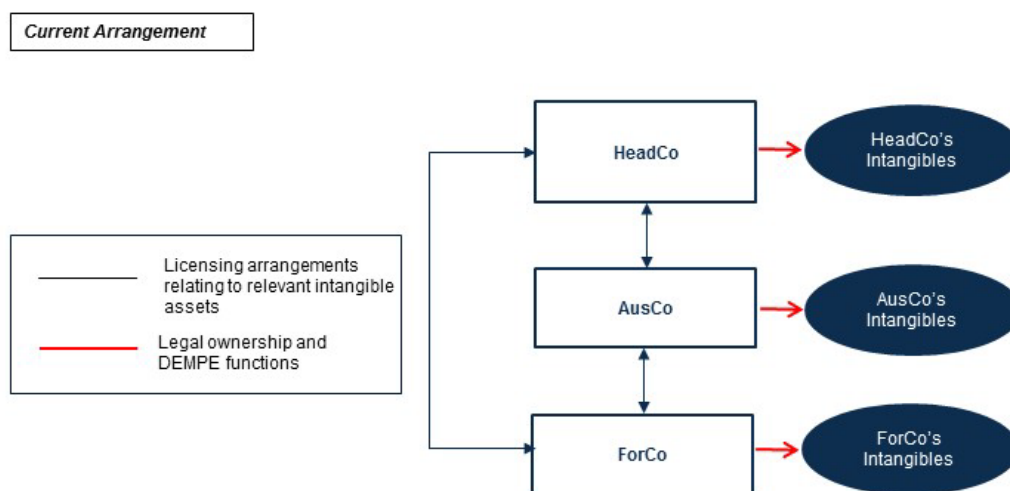 Current Arrangement
HeadCo
HeadCo's
Intangibles
Licensing arrangements
relating to relevant intangible
assets
Legal ownership and
DEMPE functions
AusCo
AusCo's
Intangibles
ForCo
ForCo's
Intangibles